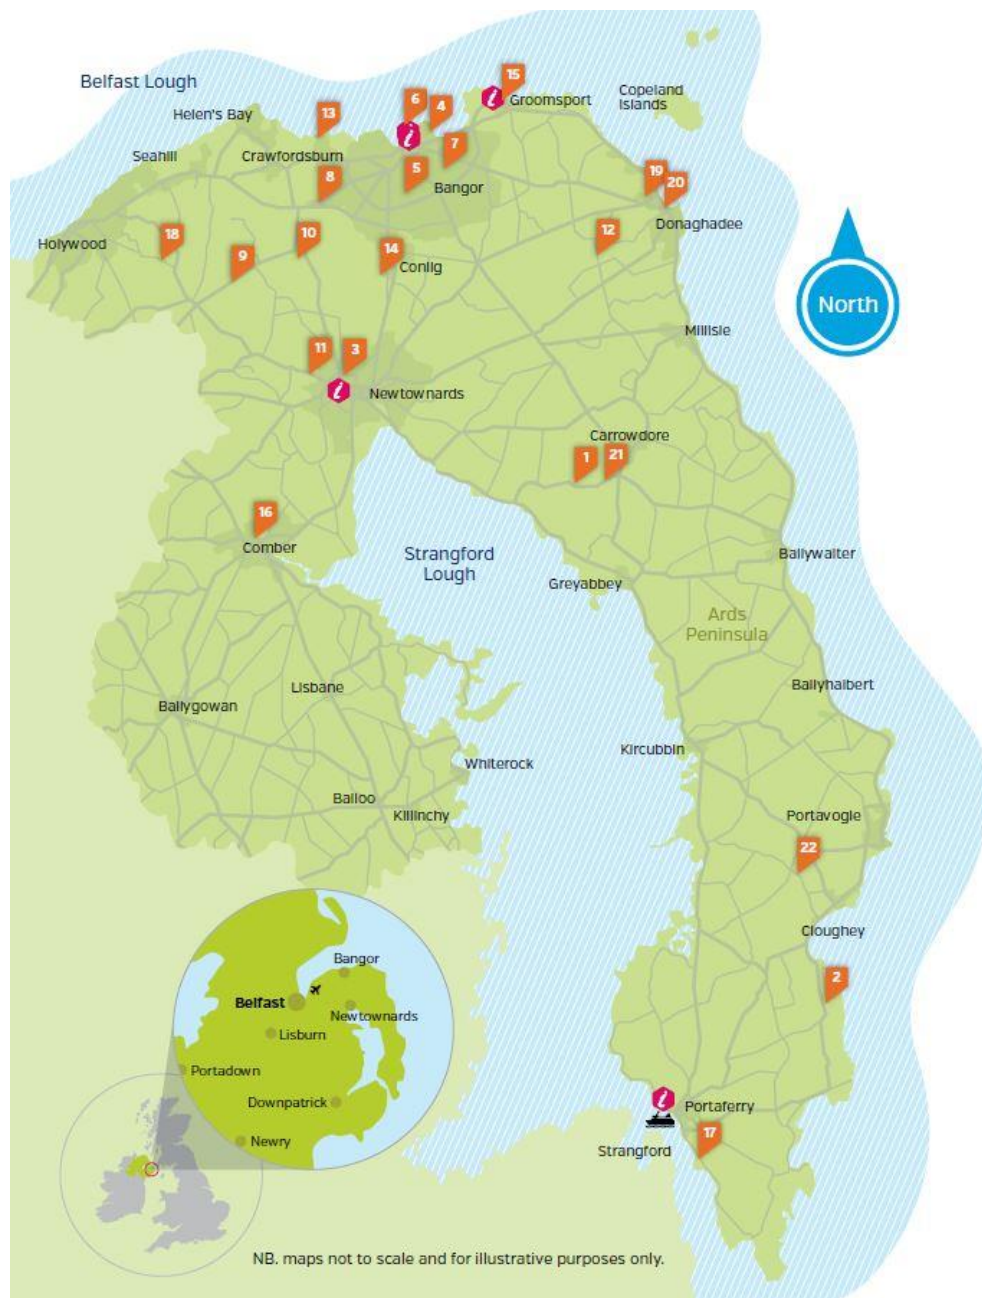 Belfast Lough
Helen's Bay
Seahill
Crawfordsburn
13
6
4
15
Groomsport
Copeland
Islands
i
i
7
8
5
Bangor
19
20
Donaghadee
Holywood
18
9
10
14
Conlig
12
North
Millisle
11
3
i
Newtownards
Carrowdore
1
21
16
Comber
Strangford
Lough
Greyabbey
Ballywalter
Ards
Peninsula
Lisbane
Ballygowan
Ballyhalbert
Kircubbin
Whiterock
Balloo
Killinchy
Portavogie
22
Cloughey
2
Bangor
Belfast
Newtownards
Lisburn
Portadown
Downpatrick
Newry
i
Portaferry
17
Strangford
NB. maps not to scale and for illustrative purposes only.